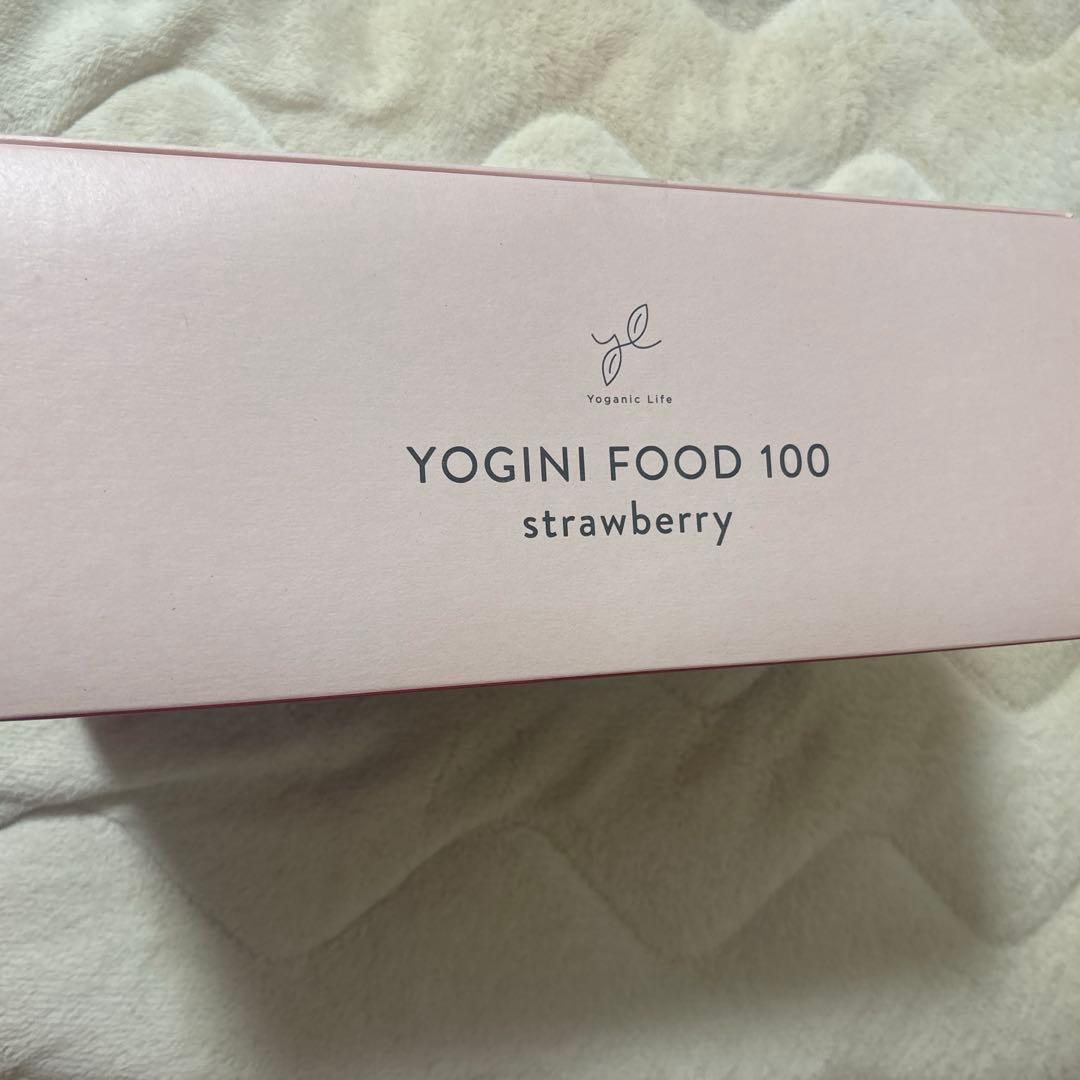 yl
Yoganic Life
YOGINI FOOD 100
strawberry